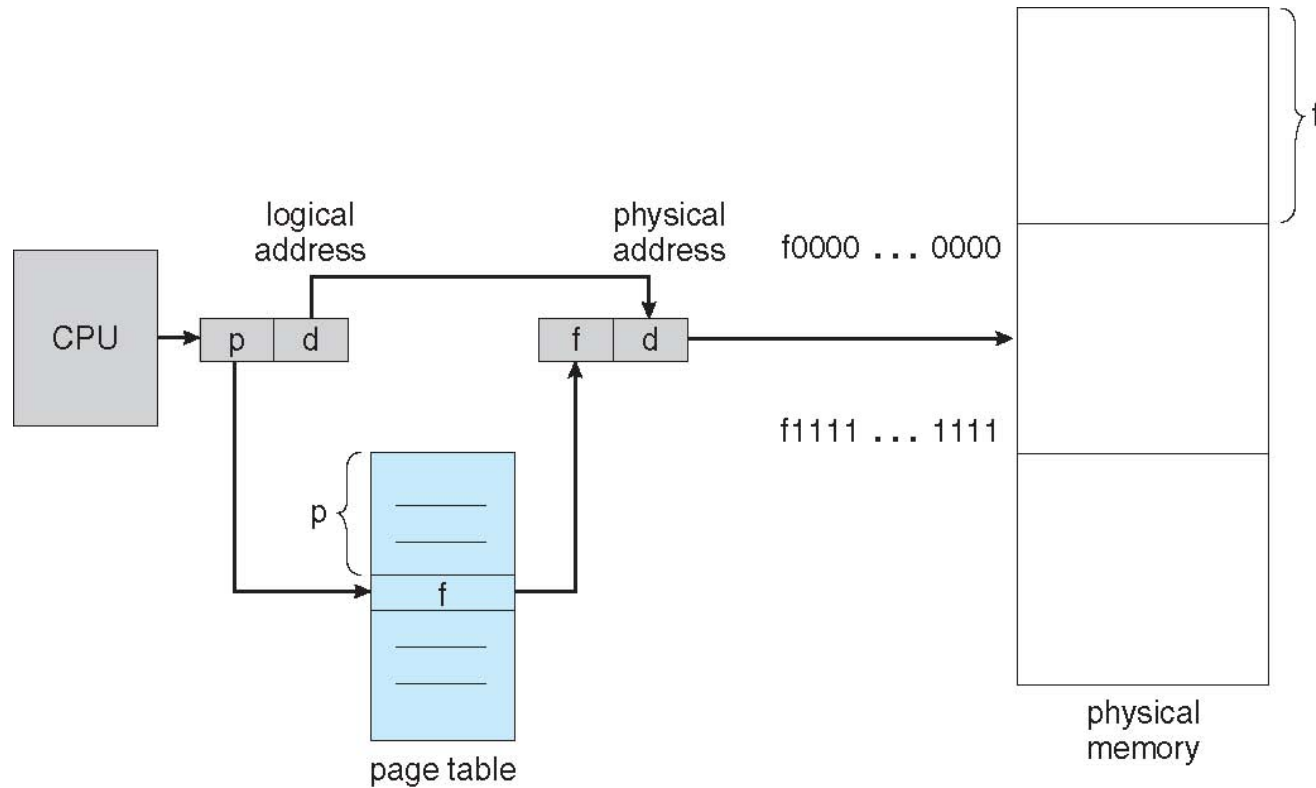 f
logical
address
physical
address
f0000 ... 0000
CPU
p d
f d
f1111 ... 1111
p
f
page table
physical
memory